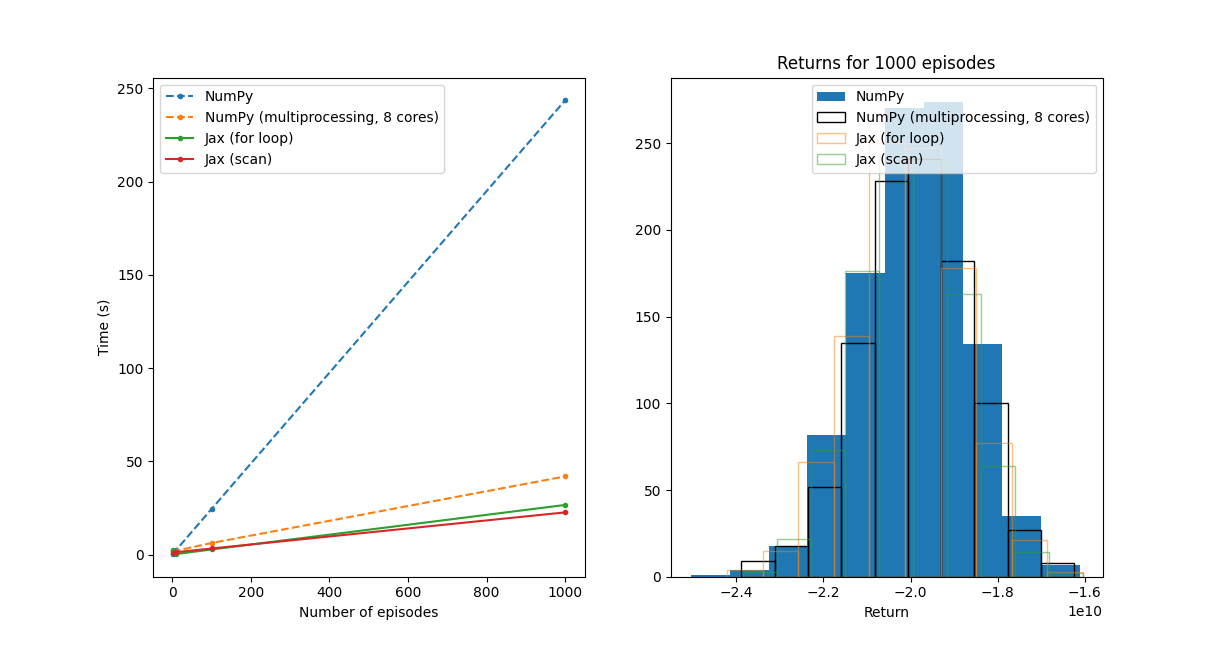 250
200
150
100
50
0
Time (s)
NumPy
NumPy (multiprocessing, 8 cores)
Jax (for loop)
Jax (scan)
0 200 400 600 800 1000
Number of episodes
Returns for 1000 episodes
250
200
150
100
50
0
NumPy
NumPy (multiprocessing, 8 cores)
Jax (for loop)
Jax (scan)
−2.4 −2.2 −2.0 −1.8 −1.6
1e10
Return